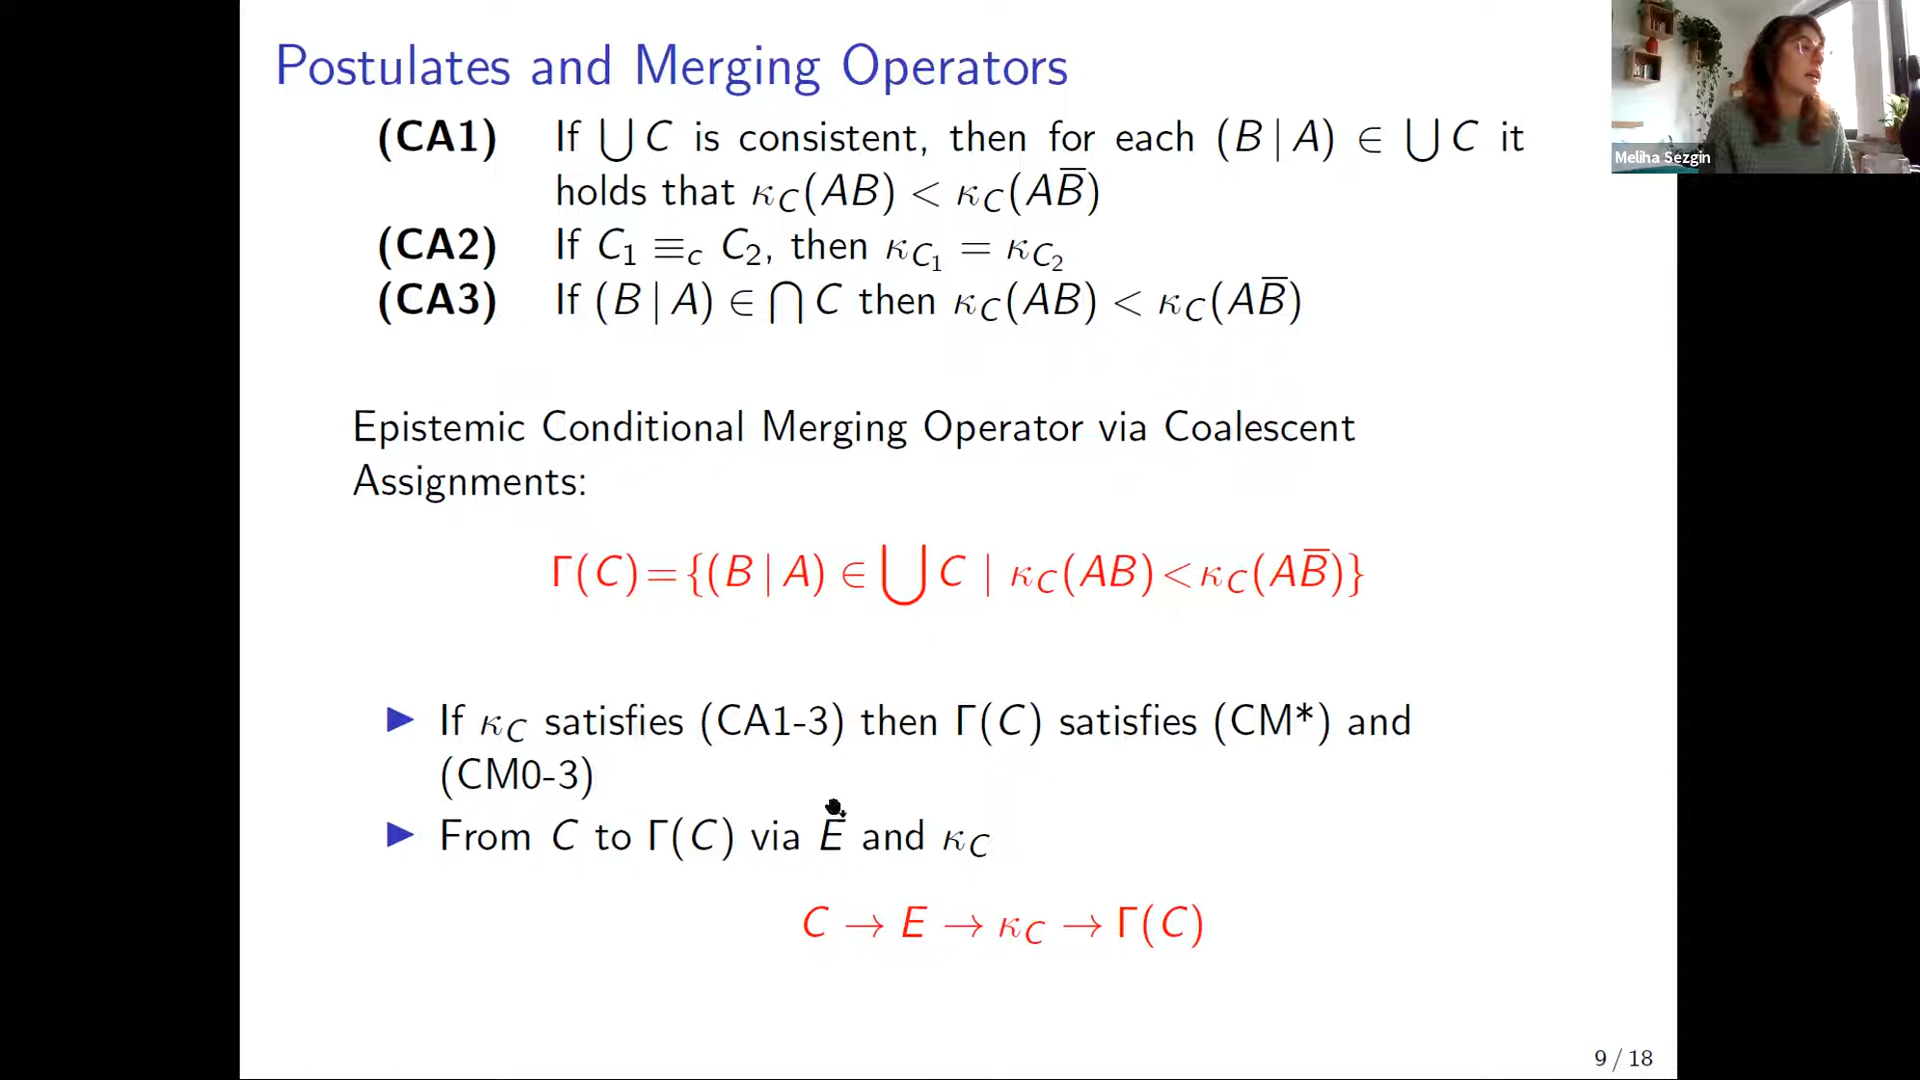 Postulates and Merging Operators
(CA1) If ⋃ C is consistent, then for each (B | A) ∈ ⋃ C it
holds that κ_C(AB) < κ_C(AB̅)
(CA2) If C₁ ≡_c C₂, then κ_{C₁} = κ_{C₂}
(CA3) If (B | A) ∈ ⋂ C then κ_C(AB) < κ_C(AB̅)
Epistemic Conditional Merging Operator via Coalescent
Assignments:
Γ(C)={(B | A) ∈ ⋃ C | κ_C(AB)<κ_C(AB̅)}
▶ If κ_C satisfies (CA1-3) then Γ(C) satisfies (CM*) and
(CM0-3)
▶ From C to Γ(C) via E and κ_C
C → E → κ_C → Γ(C)
9 / 18
Meliha Sezgin